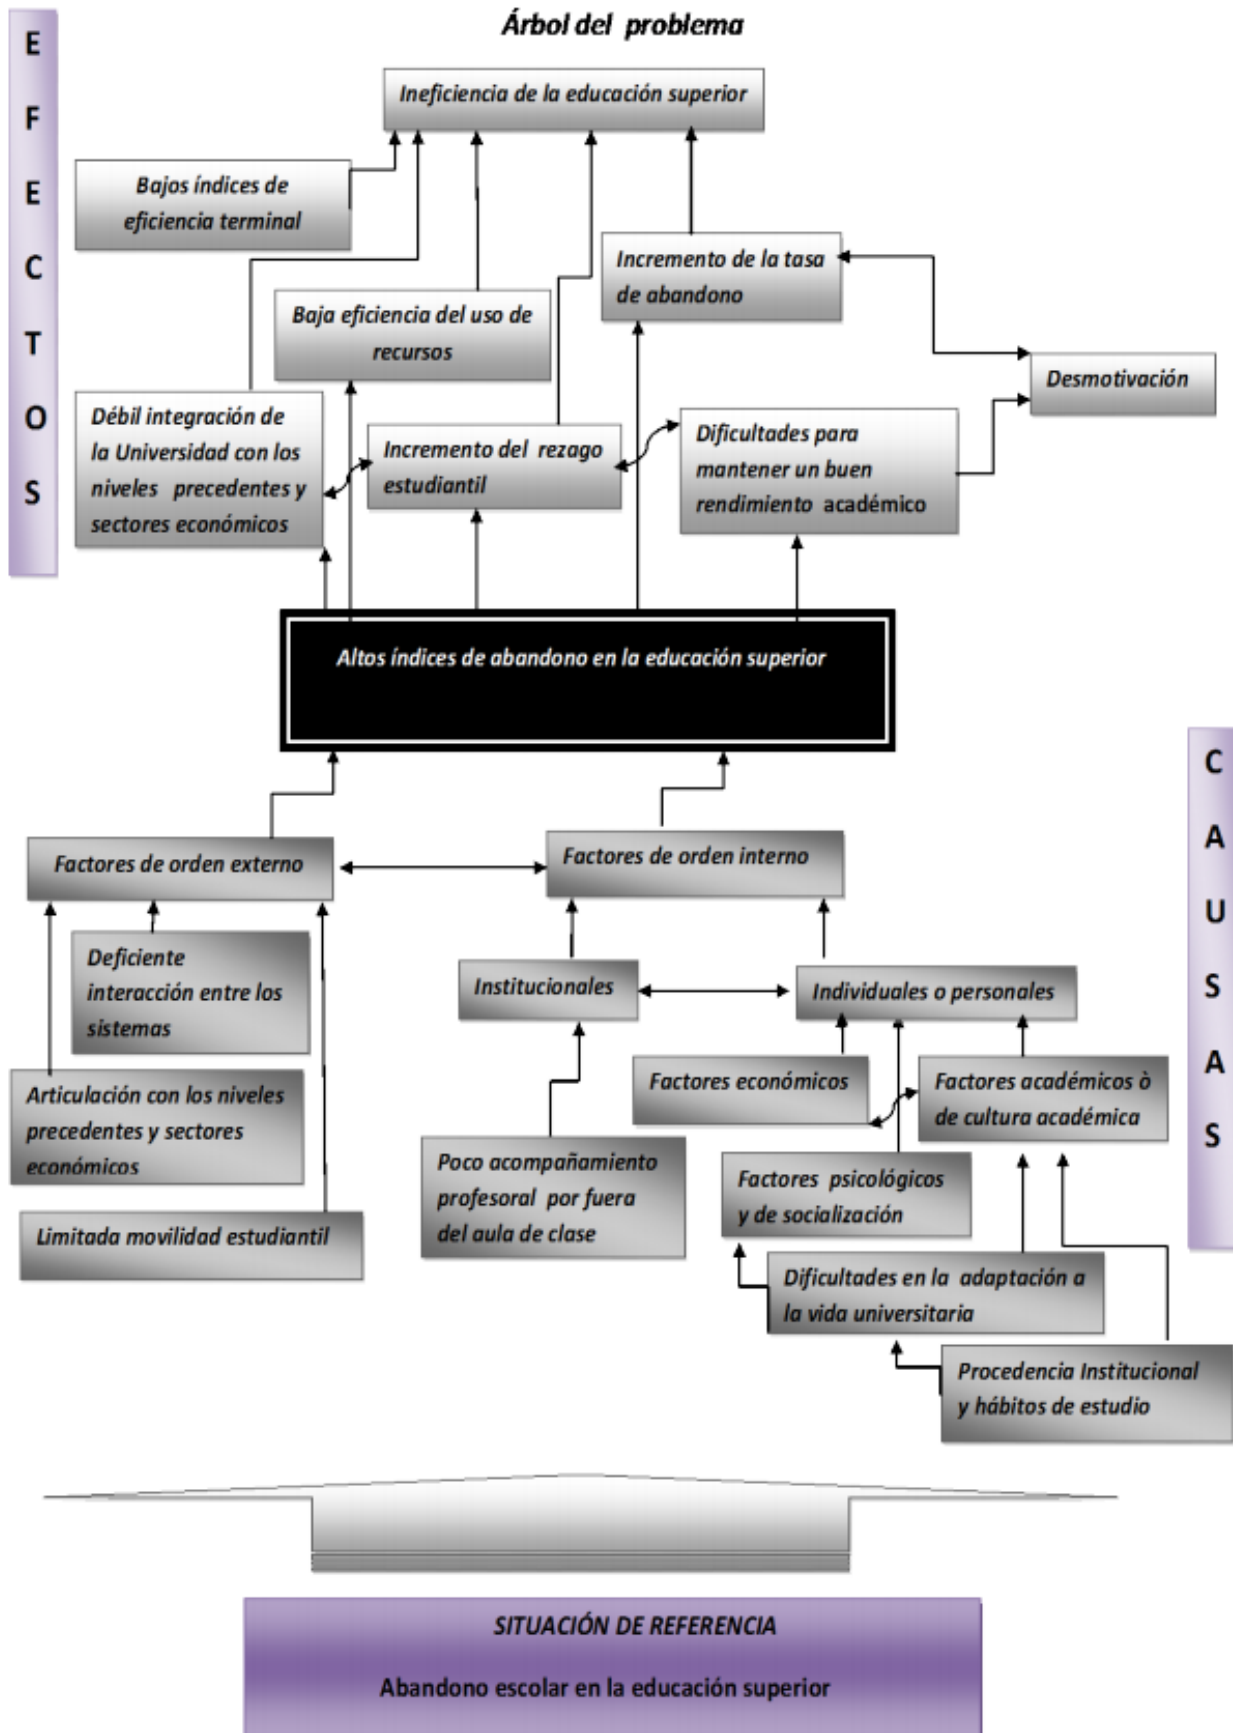 Árbol del problema
E
F
E
C
T
O
S
Ineficiencia de la educación superior
Bajos índices de
eficiencia terminal
Incremento de la tasa
de abandono
Baja eficiencia del uso de
recursos
Desmotivación
Débil integración de
la Universidad con los
niveles precedentes y
sectores económicos
Incremento del rezago
estudiantil
Dificultades para
mantener un buen
rendimiento académico
Altos índices de abandono en la educación superior
C
A
U
S
A
S
Factores de orden externo
Factores de orden interno
Deficiente
interacción entre los
sistemas
Institucionales
Individuales o personales
Articulación con los niveles
precedentes y sectores
económicos
Factores económicos
Factores académicos ò
de cultura académica
Limitada movilidad estudiantil
Poco acompañamiento
profesoral por fuera
del aula de clase
Factores psicológicos
y de socialización
Dificultades en la adaptación a
la vida universitaria
Procedencia Institucional
y hábitos de estudio
SITUACIÓN DE REFERENCIA
Abandono escolar en la educación superior